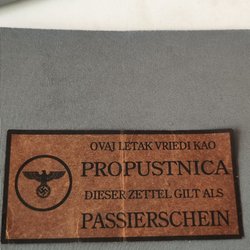 OVAJ LETAK VRIEDI KAO
PROPUSTNICA
DIESER ZETTEL GILT ALS
PASSIERSCHEIN